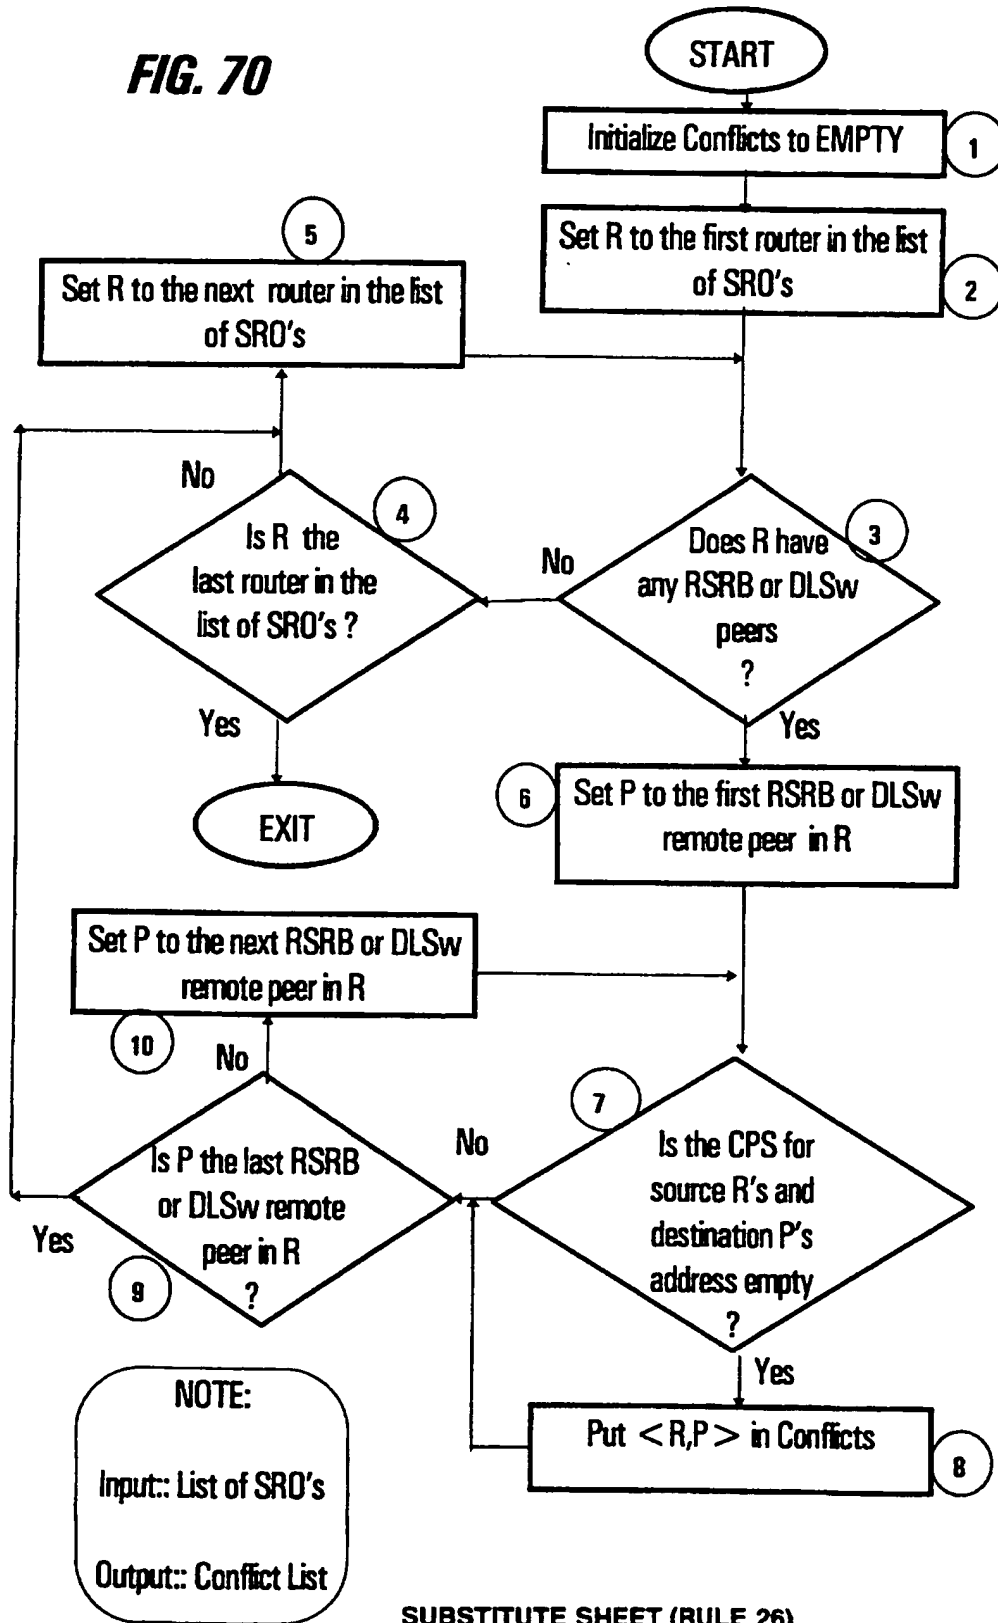 FIG. 70
START
Initialize Conflicts to EMPTY
1
Set R to the first router in the list
of SRO's
2
5
Set R to the next router in the list
of SRO's
No
4
Is R the
last router in the
list of SRO's ?
Yes
EXIT
3
Does R have
any RSRB or DLSw
peers
?
No
Yes
6
Set P to the first RSRB or DLSw
remote peer in R
Set P to the next RSRB or DLSw
remote peer in R
10
No
7
Is the CPS for
source R's and
destination P's
address empty
?
No
Yes
Is P the last RSRB
or DLSw remote
peer in R
?
Yes
9
Put <R,P> in Conflicts
8
NOTE:
Input:: List of SRO's
Output:: Conflict List
SUBSTITUTE SHEET (RULE 26)